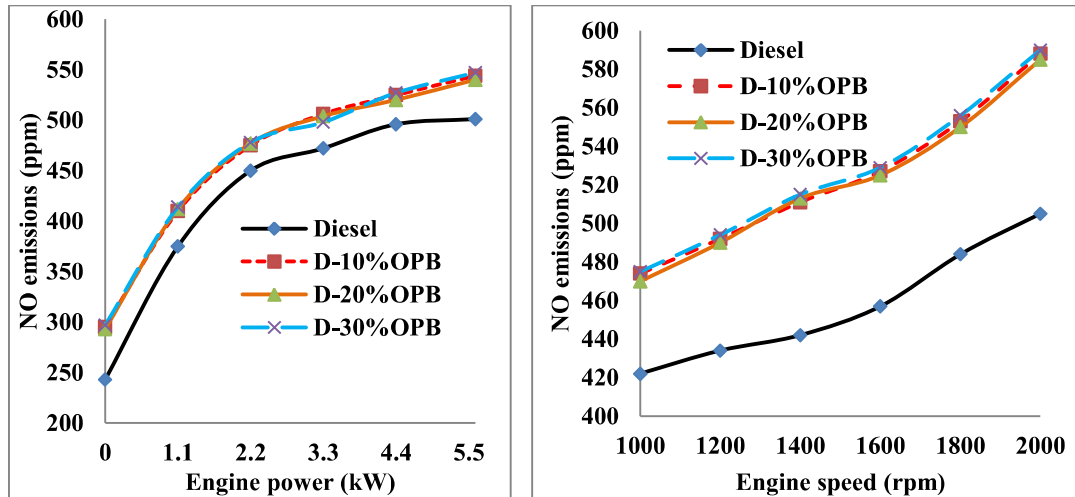 600
550
500
450
400
350
300
250
200
NO emissions (ppm)
Diesel
D-10%OPB
D-20%OPB
D-30%OPB
0 1.1 2.2 3.3 4.4 5.5
Engine power (kW)
600
580
560
540
520
500
480
460
440
420
400
NO emissions (ppm)
Diesel
D-10%OPB
D-20%OPB
D-30%OPB
1000 1200 1400 1600 1800 2000
Engine speed (rpm)